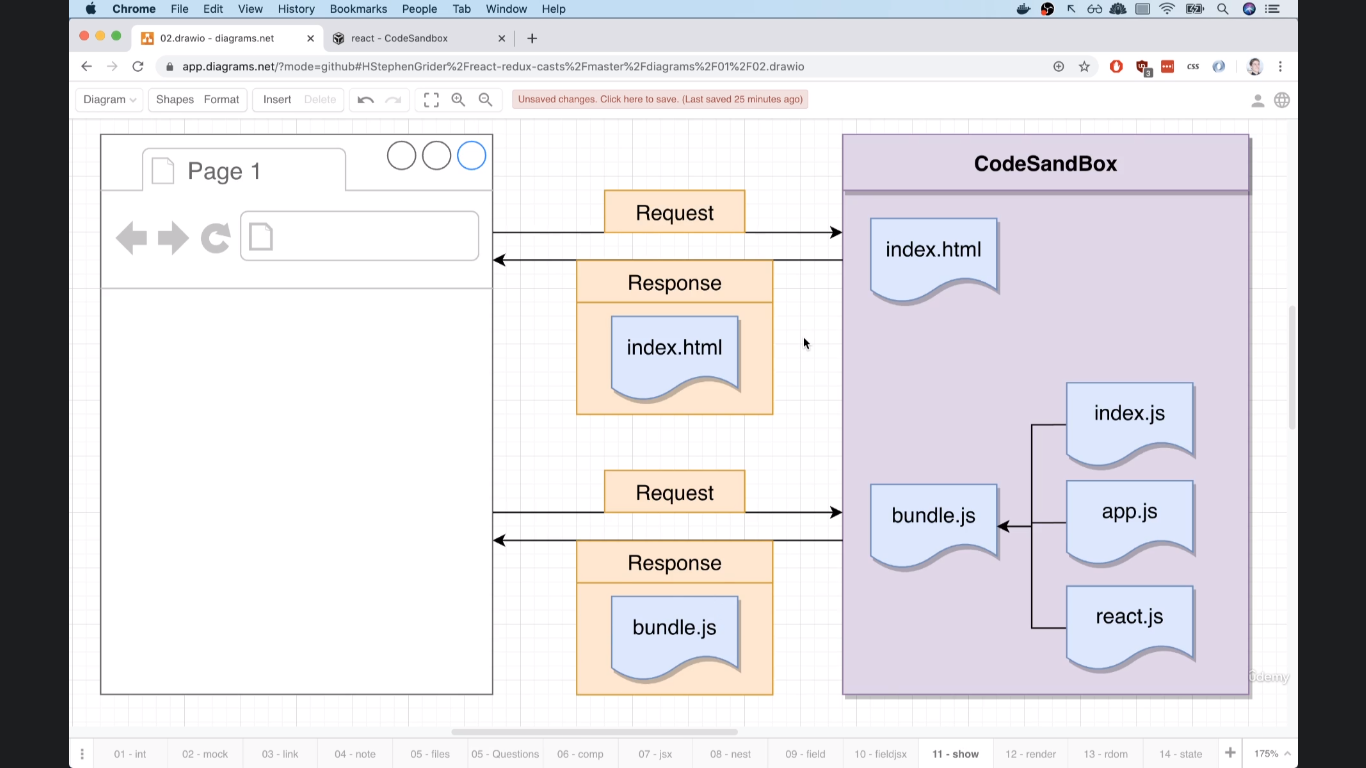 Chrome File Edit View History Bookmarks People Tab Window Help
02.drawio - diagrams.net
react - CodeSandbox
app.diagrams.net/?mode=github#HStephenGrider%2Freact-redux-casts%2Fmaster%2Fdiagrams%2F01%2F02.drawio
css
3
Diagram Shapes Format Insert Delete
Unsaved changes. Click here to save. (Last saved 25 minutes ago)
Page 1
CodeSandBox
Request
index.html
Response
index.html
index.js
Request
app.js
bundle.js
Response
react.js
bundle.js
ûdemy
01 - int 02 - mock 03 - link 04 - note 05 - files 05 - Questions 06 - comp 07 - jsx 08 - nest 09 - field 10 - fieldjsx 11 - show 12 - render 13 - rdom 14 - state 175%